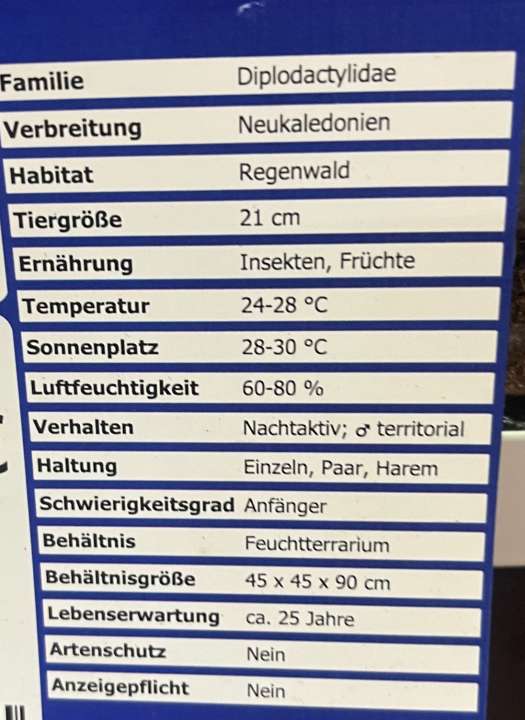 Familie Diplodactylidae
Verbreitung Neukaledonien
Habitat Regenwald
Tiergröße 21 cm
Ernährung Insekten, Früchte
Temperatur 24-28 °C
Sonnenplatz 28-30 °C
Luftfeuchtigkeit 60-80 %
Verhalten Nachtaktiv; ♂ territorial
Haltung Einzeln, Paar, Harem
Schwierigkeitsgrad Anfänger
Behältnis Feuchtterrarium
Behältnisgröße 45 x 45 x 90 cm
Lebenserwartung ca. 25 Jahre
Artenschutz Nein
Anzeigepflicht Nein